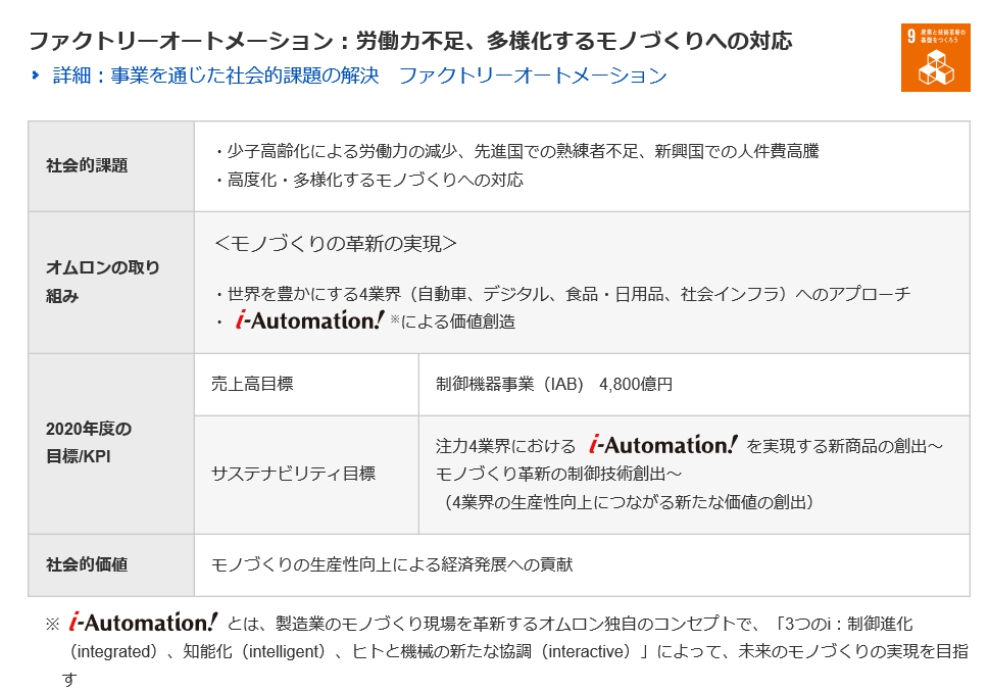 ファクトリーオートメーション：労働力不足、多様化するモノづくりへの対応
詳細：事業を通じた社会的課題の解決　ファクトリーオートメーション
9 産業と技術革新の
基盤をつくろう
社会的課題
・少子高齢化による労働力の減少、先進国での熟練者不足、新興国での人件費高騰
・高度化・多様化するモノづくりへの対応
オムロンの取り
組み
＜モノづくりの革新の実現＞
・世界を豊かにする4業界（自動車、デジタル、食品・日用品、社会インフラ）へのアプローチ
・ i-Automation! ※による価値創造
2020年度の
目標/KPI
売上高目標
制御機器事業（IAB）　4,800億円
サステナビリティ目標
注力4業界における i-Automation! を実現する新商品の創出～
モノづくり革新の制御技術創出～
（4業界の生産性向上につながる新たな価値の創出）
社会的価値
モノづくりの生産性向上による経済発展への貢献
※ i-Automation! とは、製造業のモノづくり現場を革新するオムロン独自のコンセプトで、「3つのi：制御進化
（integrated）、知能化（intelligent）、ヒトと機械の新たな協調（interactive）」によって、未来のモノづくりの実現を目指
す